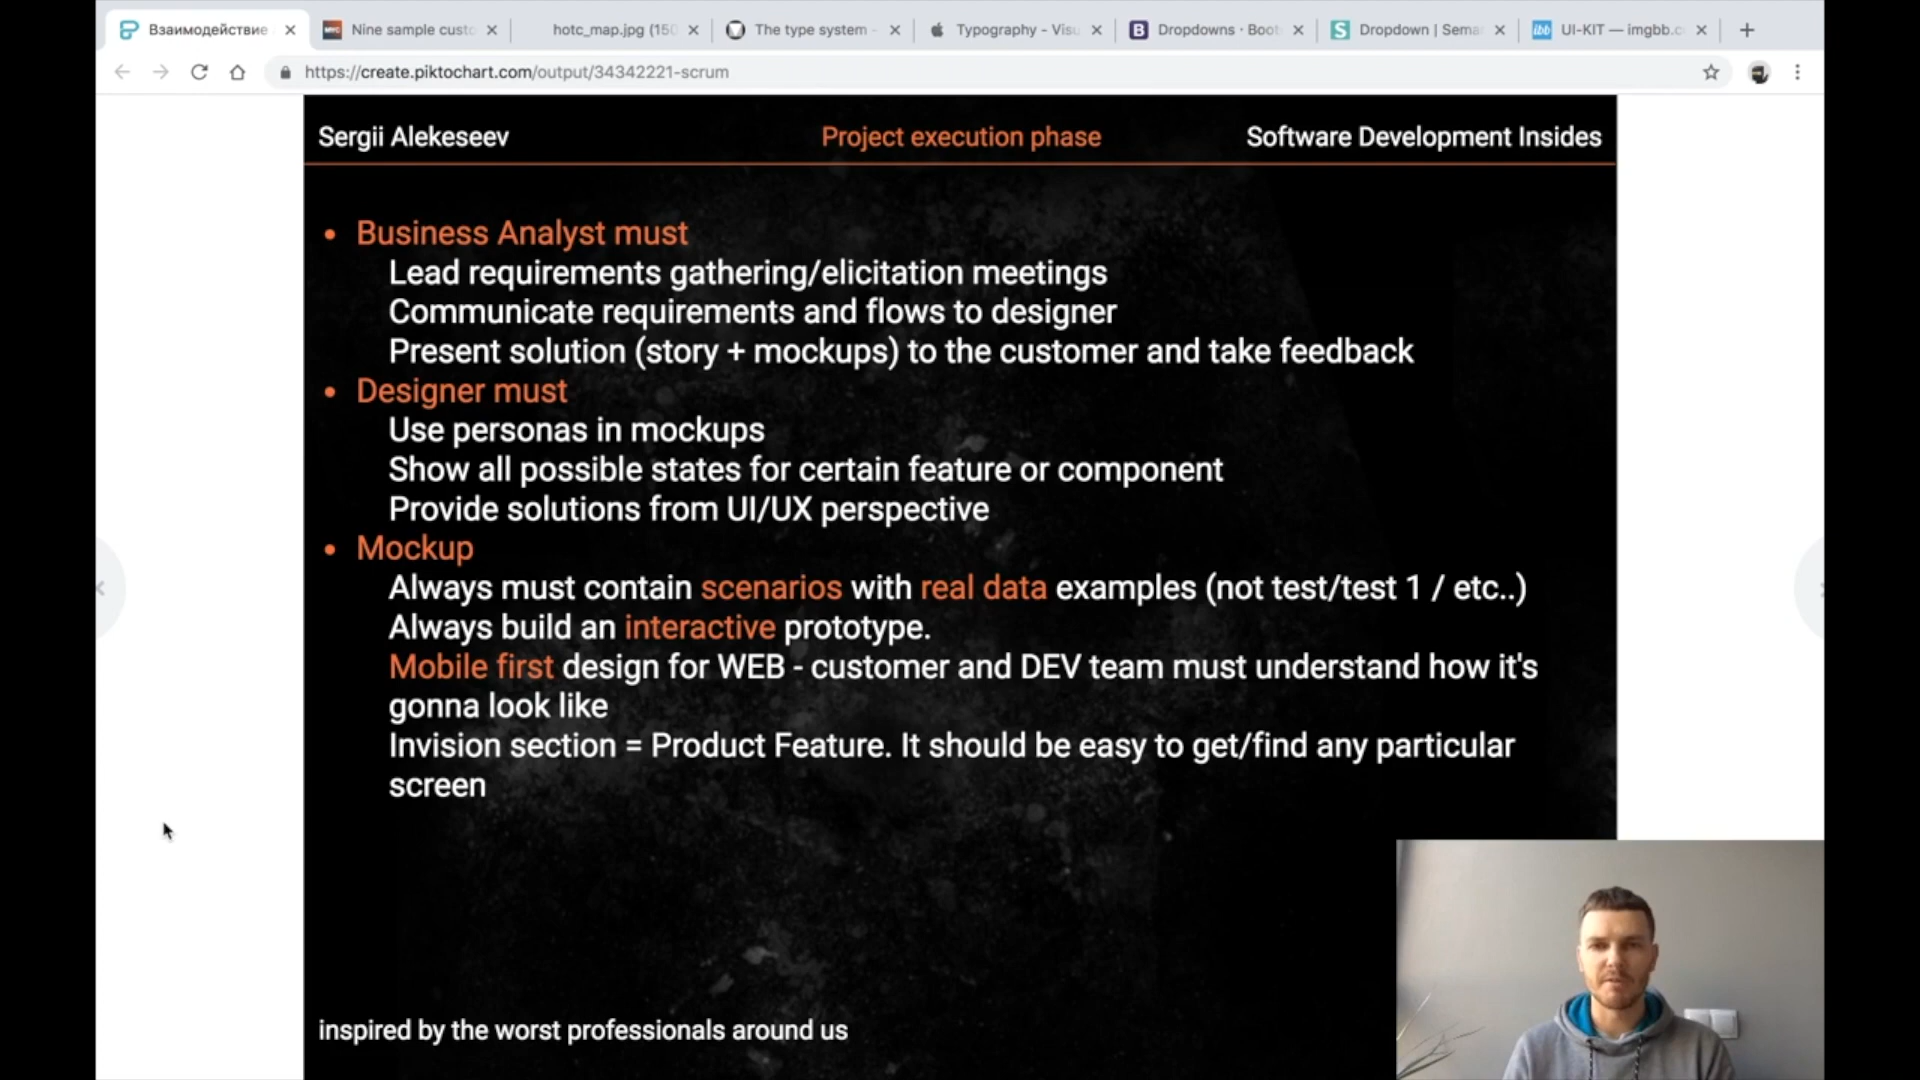 Взаимодействие
Nine sample custo
hotc_map.jpg (150
The type system -
Typography - Visu
Dropdowns · Boot
Dropdown | Sema
UI-KIT — imgbb.c
https://create.piktochart.com/output/34342221-scrum
Sergii Alekeseev
Project execution phase
Software Development Insides
• Business Analyst must
Lead requirements gathering/elicitation meetings
Communicate requirements and flows to designer
Present solution (story + mockups) to the customer and take feedback
• Designer must
Use personas in mockups
Show all possible states for certain feature or component
Provide solutions from UI/UX perspective
• Mockup
Always must contain scenarios with real data examples (not test/test 1 / etc..)
Always build an interactive prototype.
Mobile first design for WEB - customer and DEV team must understand how it's
gonna look like
Invision section = Product Feature. It should be easy to get/find any particular
screen
inspired by the worst professionals around us